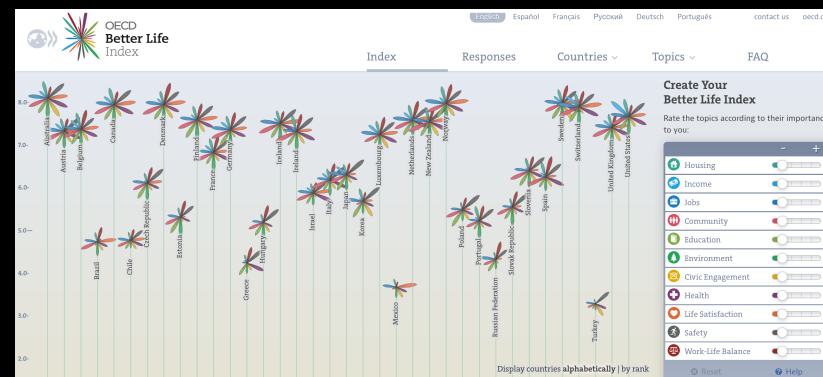 English Español Français Русский Deutsch Português contact us oecd.o
OECD
Better Life
Index
Index Responses Countries Topics FAQ
Create Your
Better Life Index
Rate the topics according to their importanc
to you:
- +
Housing
Income
Jobs
Community
Education
Environment
Civic Engagement
Health
Life Satisfaction
Safety
Work-Life Balance
Reset Help
8.0
7.0
6.0
5.0
4.0
3.0
2.0
Australia
Austria
Belgium
Brazil
Canada
Chile
Czech Republic
Denmark
Estonia
Finland
France
Germany
Greece
Hungary
Iceland
Ireland
Israel
Italy
Japan
Korea
Luxembourg
Mexico
Netherlands
New Zealand
Norway
Poland
Portugal
Russian Federation
Slovak Republic
Slovenia
Spain
Sweden
Switzerland
Turkey
United Kingdom
United States
Display countries alphabetically | by rank